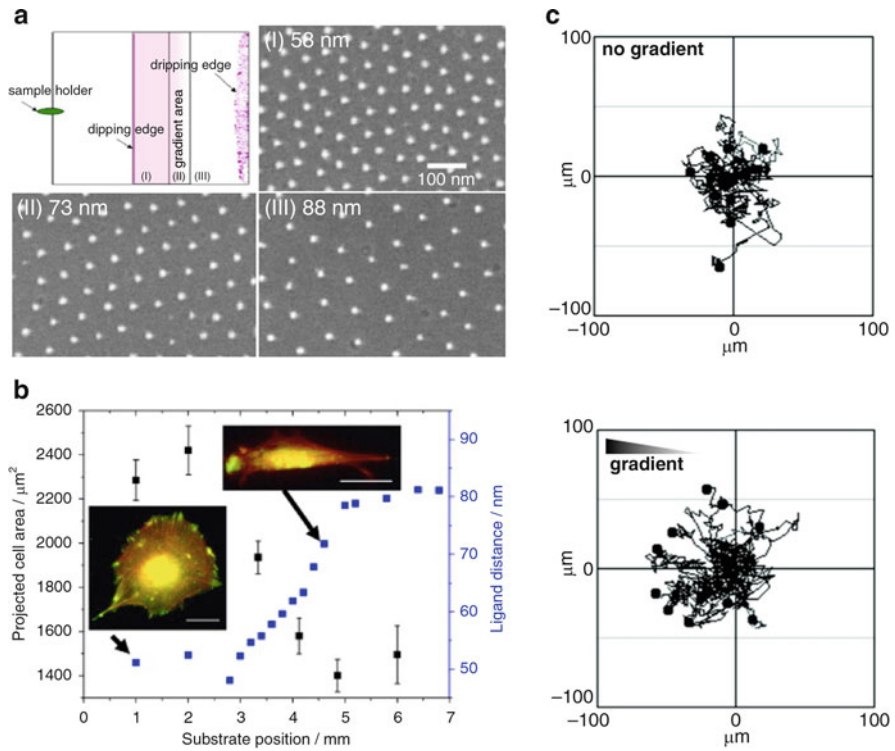 a
sample holder
dipping edge
dripping edge
gradient area
(I)
(II)
(III)
(I) 58 nm
100 nm
(II) 73 nm
(III) 88 nm
b
Projected cell area / μm²
2600
2400
2200
2000
1800
1600
1400
0 1 2 3 4 5 6 7
Substrate position / mm
90
80
70
60
50
Ligand distance / nm
c
no gradient
100
μm
0
−100
−100 0 100
μm
gradient
100
μm
0
−100
−100 0 100
μm